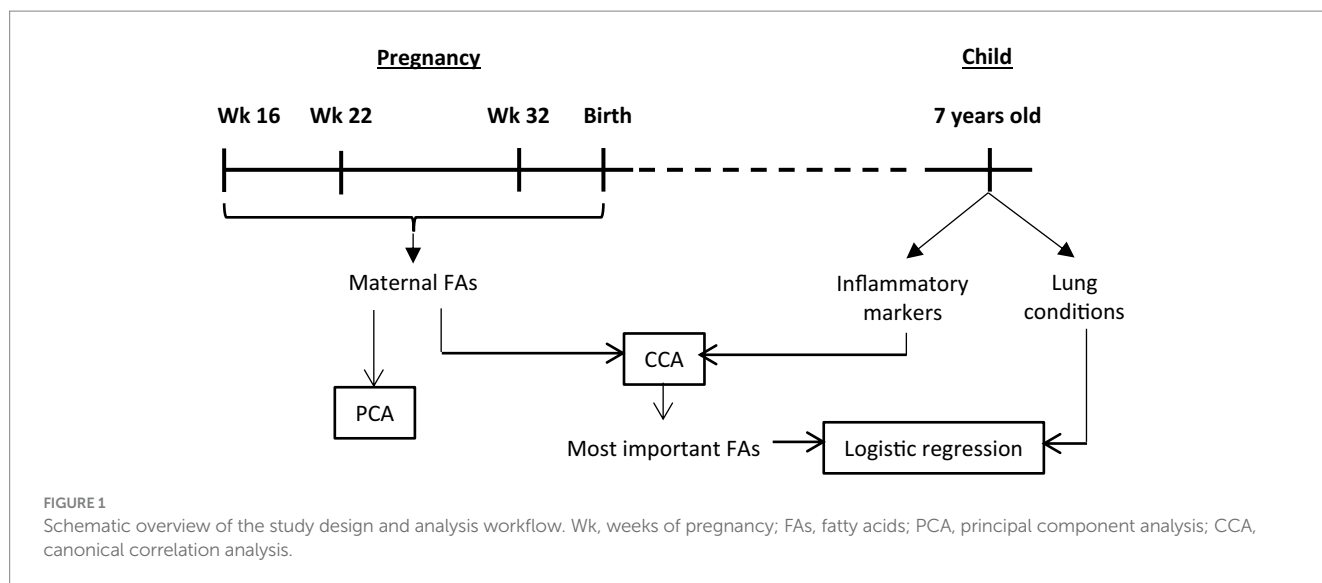 Pregnancy
Child
Wk 16
Wk 22
Wk 32
Birth
7 years old
Maternal FAs
Inflammatory
markers
Lung
conditions
CCA
PCA
Most important FAs
Logistic regression
FIGURE 1
Schematic overview of the study design and analysis workflow. Wk, weeks of pregnancy; FAs, fatty acids; PCA, principal component analysis; CCA,
canonical correlation analysis.